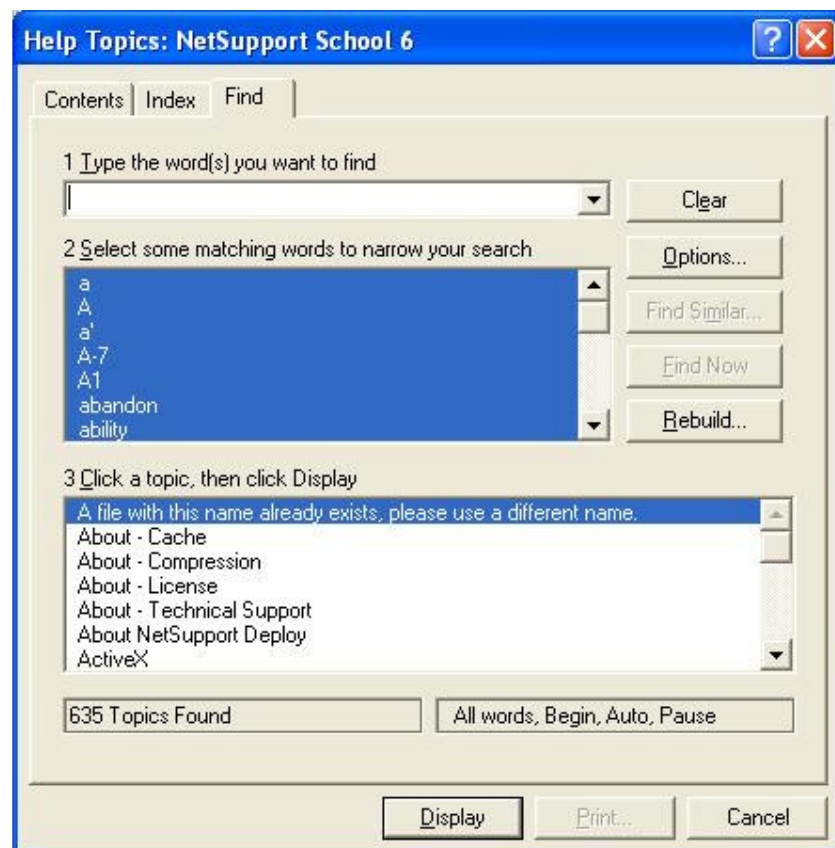 Help Topics: NetSupport School 6
?
X
Contents
Index
Find
1 Type the word(s) you want to find
Clear
2 Select some matching words to narrow your search
Options...
a
A
a'
A-7
A1
abandon
ability
Find Similar...
Find Now
Rebuild...
3 Click a topic, then click Display
A file with this name already exists, please use a different name.
About - Cache
About - Compression
About - License
About - Technical Support
About NetSupport Deploy
ActiveX
635 Topics Found
All words, Begin, Auto, Pause
Display
Print...
Cancel